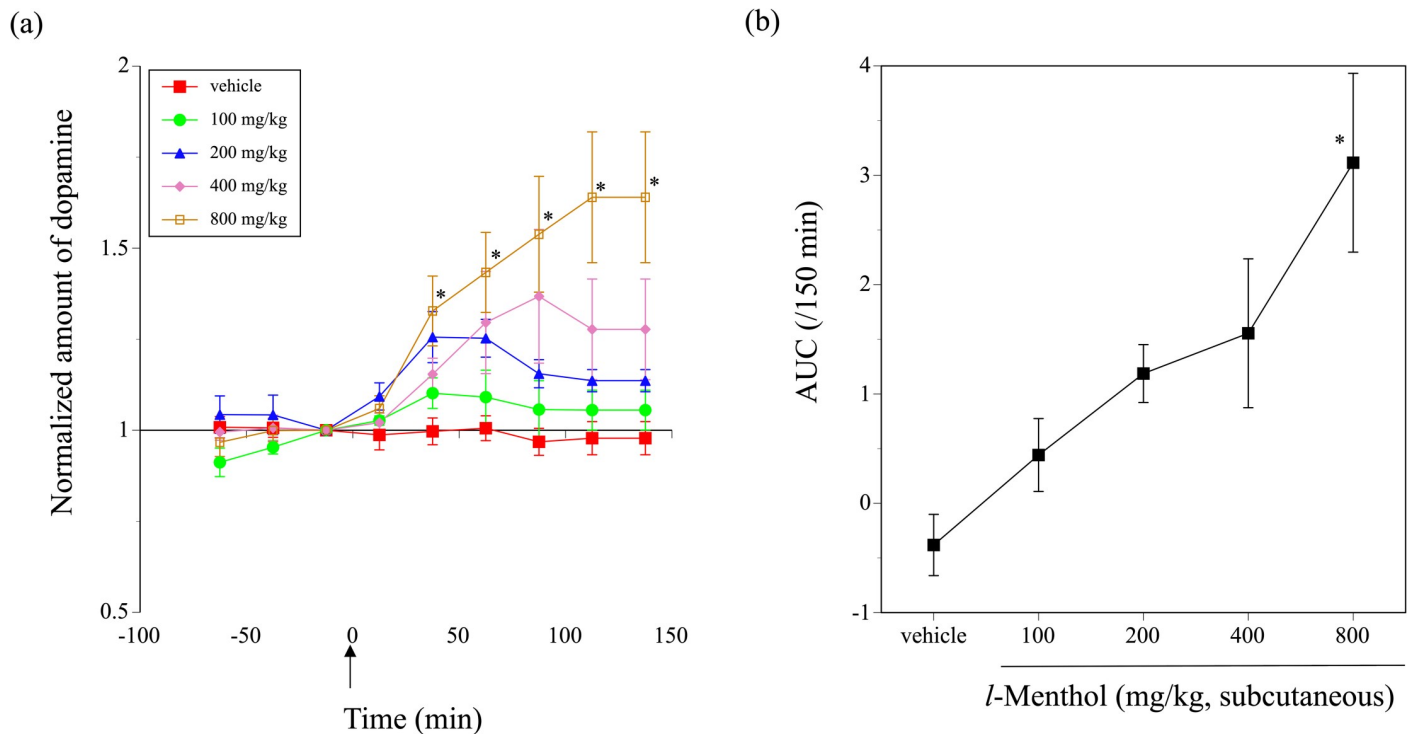 (a)
Normalized amount of dopamine
2
1.5
1
0.5
vehicle
100 mg/kg
200 mg/kg
400 mg/kg
800 mg/kg
* * * * *
-100 -50 0 50 100 150
Time (min)
(b)
AUC (/150 min)
4
3
2
1
0
-1
*
vehicle 100 200 400 800
l-Menthol (mg/kg, subcutaneous)